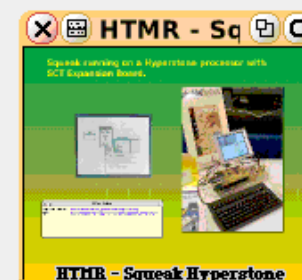 HTMR - Sq
Squeak running on a Hyperstone processor with
SCT Expansion Board.
HTMR - Squeak Hyperstone